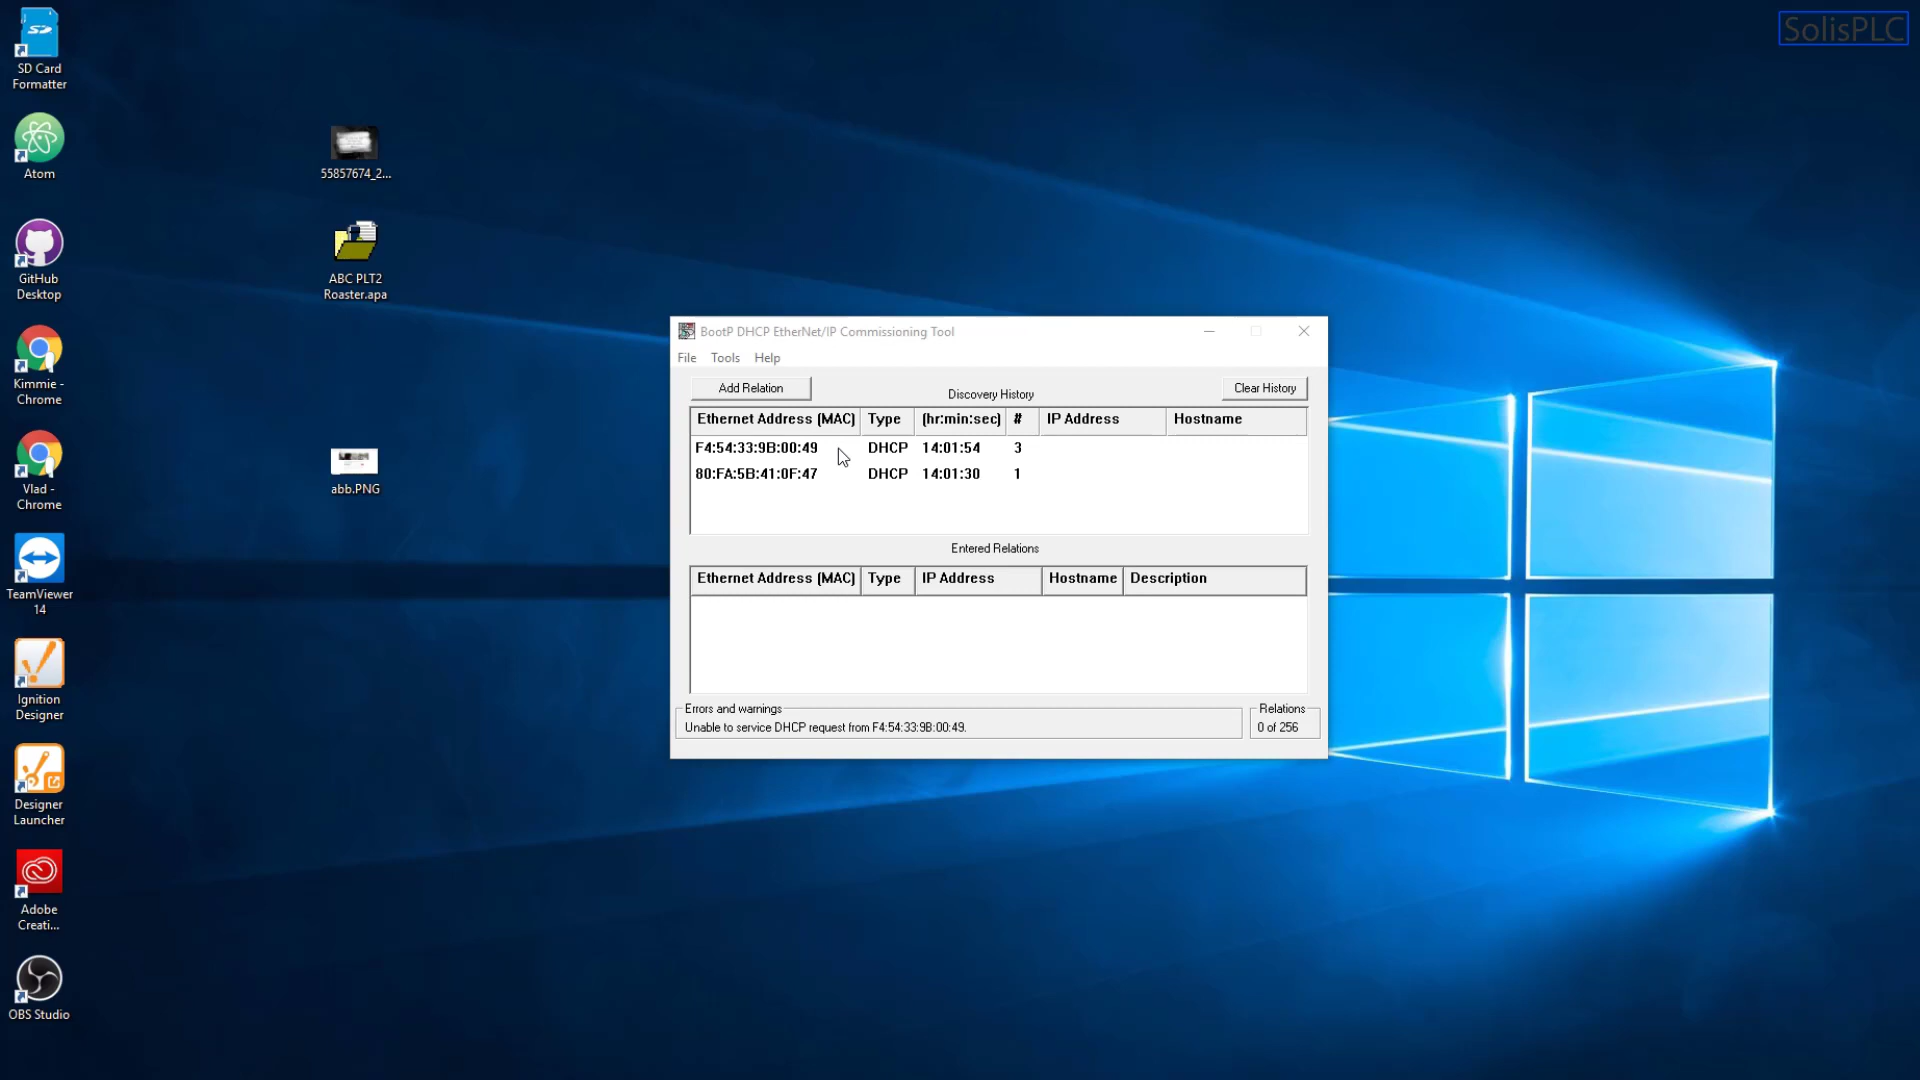 SolisPLC
SD Card
Formatter
Atom
GitHub
Desktop
Kimmie -
Chrome
Vlad -
Chrome
TeamViewer
14
Ignition
Designer
Designer
Launcher
Adobe
Creati...
OBS Studio
55857674_2...
ABC PLT2
Roaster.apa
abb.PNG
BootP DHCP EtherNet/IP Commissioning Tool
File Tools Help
Add Relation Discovery History Clear History
Ethernet Address (MAC) Type (hr:min:sec) # IP Address Hostname
F4:54:33:9B:00:49 DHCP 14:01:54 3
80:FA:5B:41:0F:47 DHCP 14:01:30 1
Entered Relations
Ethernet Address (MAC) Type IP Address Hostname Description
Errors and warnings Relations
Unable to service DHCP request from F4:54:33:9B:00:49. 0 of 256